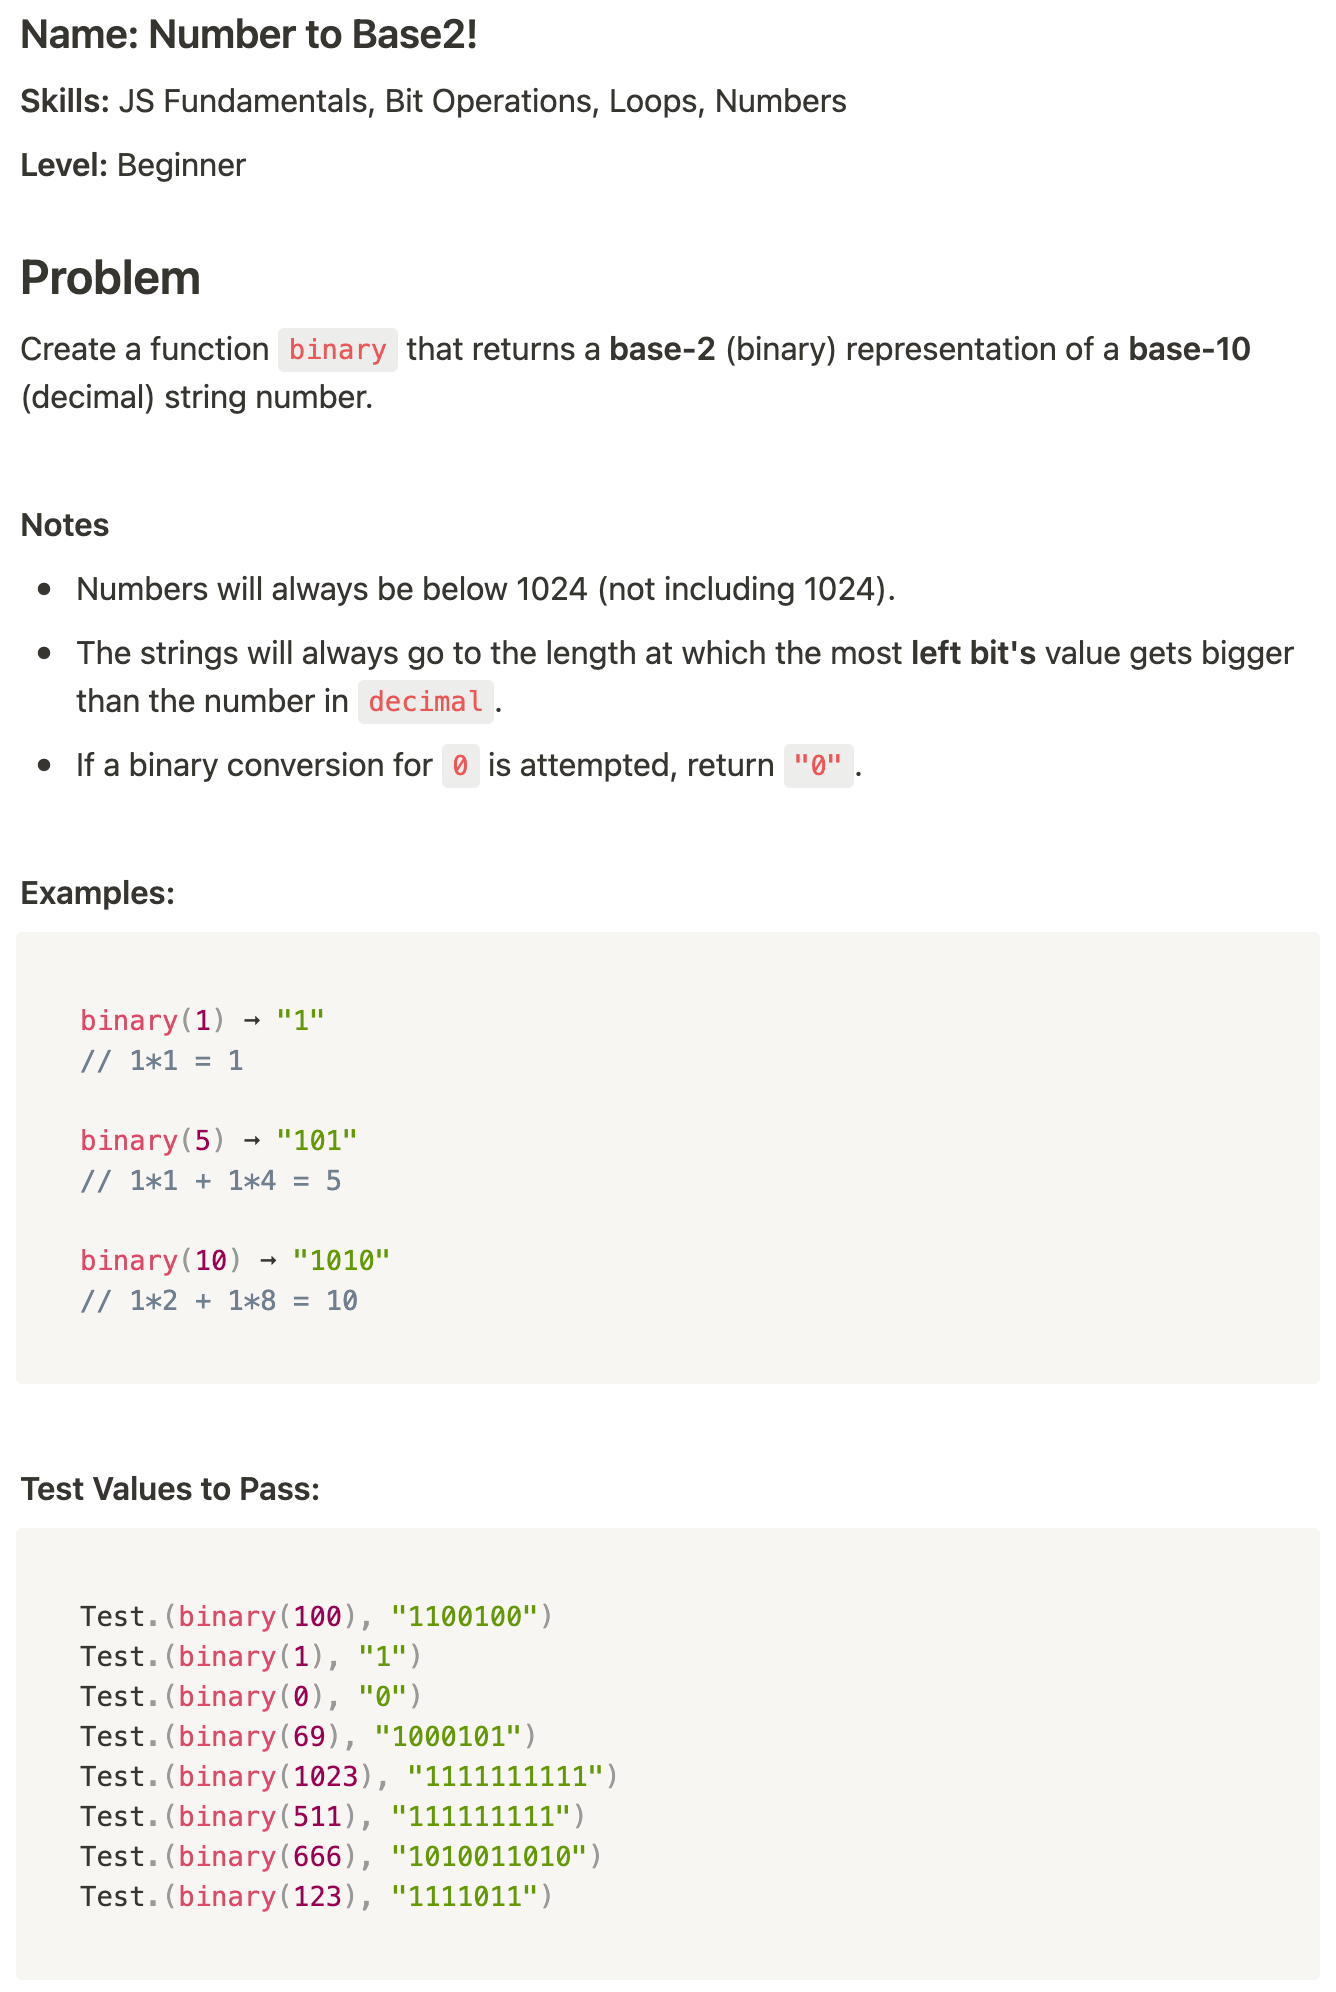 Name: Number to Base2!
Skills: JS Fundamentals, Bit Operations, Loops, Numbers
Level: Beginner
Problem
Create a function binary that returns a base-2 (binary) representation of a base-10
(decimal) string number.
Notes
• Numbers will always be below 1024 (not including 1024).
• The strings will always go to the length at which the most left bit's value gets bigger
than the number in decimal.
• If a binary conversion for 0 is attempted, return "0".
Examples:
binary(1) → "1"
// 1*1 = 1
binary(5) → "101"
// 1*1 + 1*4 = 5
binary(10) → "1010"
// 1*2 + 1*8 = 10
Test Values to Pass:
Test.(binary(100), "1100100")
Test.(binary(1), "1")
Test.(binary(0), "0")
Test.(binary(69), "1000101")
Test.(binary(1023), "1111111111")
Test.(binary(511), "111111111")
Test.(binary(666), "1010011010")
Test.(binary(123), "1111011")